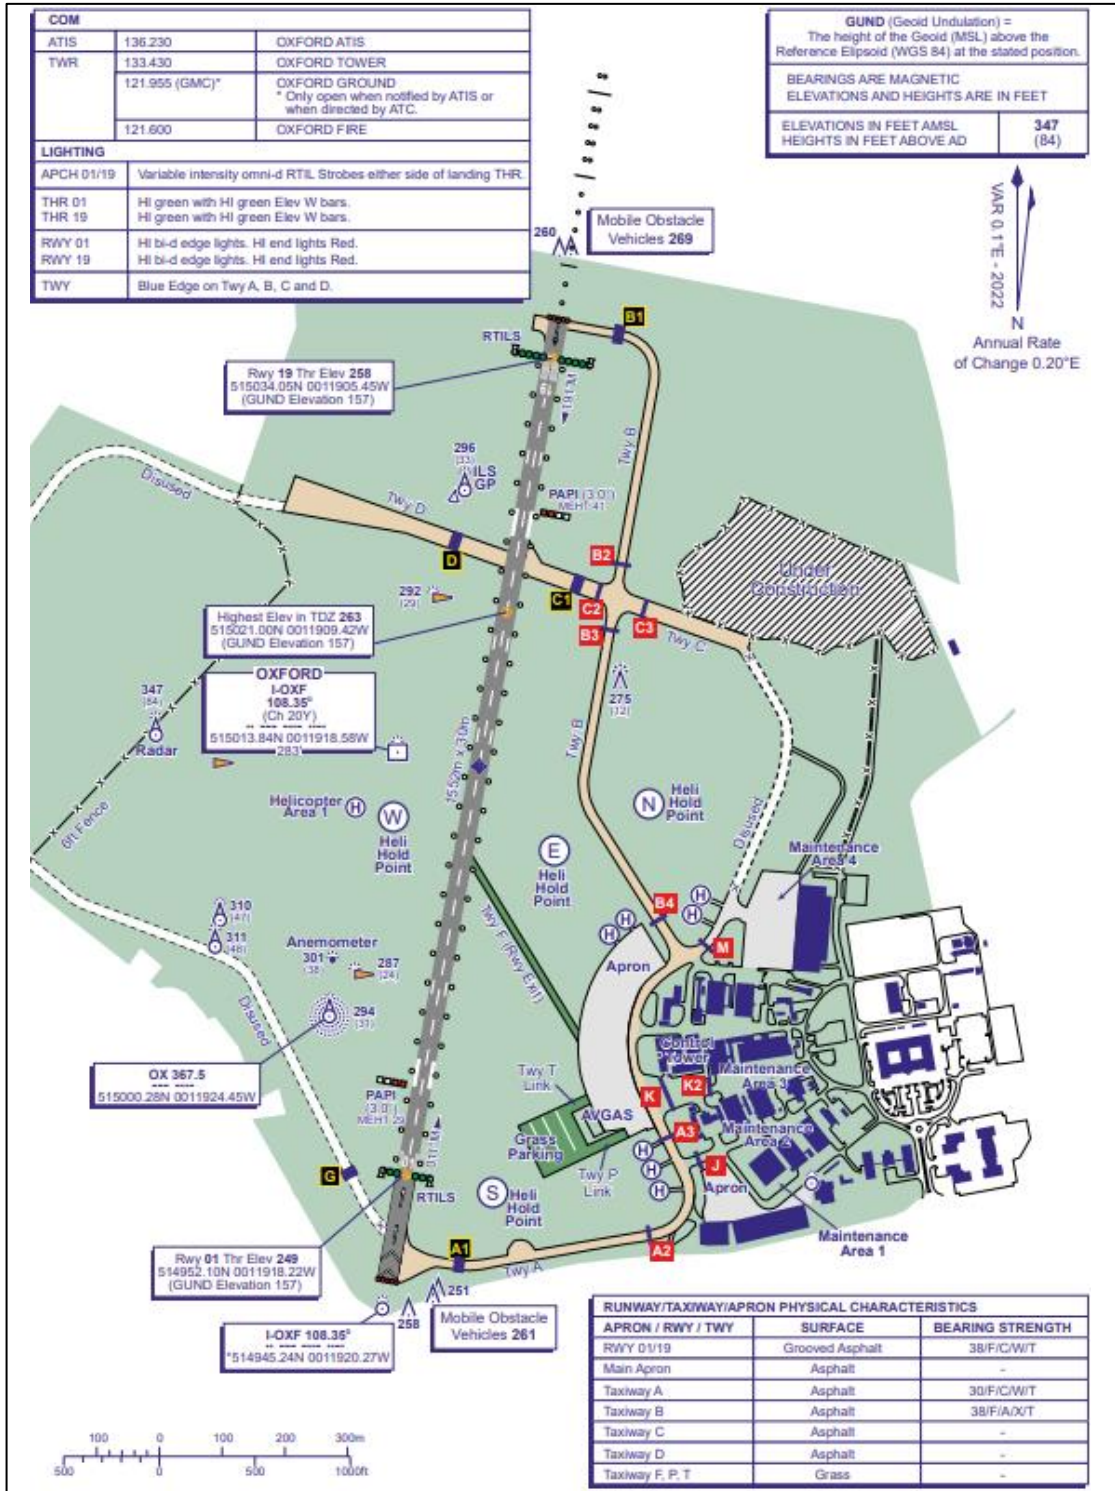 COM
ATIS 136.230 OXFORD ATIS
TWR 133.430 OXFORD TOWER
121.955 (GMC)* OXFORD GROUND
* Only open when notified by ATIS or
when directed by ATC.
121.600 OXFORD FIRE
LIGHTING
APCH 01/19 Variable intensity omni-d RTIL Strobes either side of landing THR.
THR 01 HI green with HI green Elev W bars.
THR 19 HI green with HI green Elev W bars.
RWY 01 HI bi-d edge lights. HI end lights Red.
RWY 19 HI bi-d edge lights. HI end lights Red.
TWY Blue Edge on Twy A, B, C and D.
GUND (Geoid Undulation) =
The height of the Geoid (MSL) above the
Reference Elipsoid (WGS 84) at the stated position.
BEARINGS ARE MAGNETIC
ELEVATIONS AND HEIGHTS ARE IN FEET
ELEVATIONS IN FEET AMSL 347
HEIGHTS IN FEET ABOVE AD (84)
VAR 0.1°E - 2022
N
Annual Rate
of Change 0.20°E
260
Mobile Obstacle
Vehicles 269
B1
RTILS
Rwy 19 Thr Elev 258
515034.05N 0011905.45W
(GUND Elevation 157)
191°M
Twy B
296
(33)
ILS
GP
Disused
Twy D
PAPI (3.0°)
MEHT 41
D
B2
C1
C2
C3
B3
Twy C
Under
Construction
292
(29)
Highest Elev in TDZ 263
515021.00N 0011909.42W
(GUND Elevation 157)
OXFORD
I-OXF
108.35°
(Ch 20Y)
515013.84N 0011918.58W
283'
347
(84)
Radar
275
(12)
Twy B
1552m x 30m
6ft Fence
Helicopter
Area 1
H
W
Heli
Hold
Point
N
Heli
Hold
Point
E
Heli
Hold
Point
Disused
Maintenance
Area 4
310
(47)
311
(48)
Anemometer
301
(38)
287
(24)
294
(31)
Disused
Twy F (Rwy Exit)
B4
H
H
H
H
M
Apron
OX 367.5
515000.28N 0011924.45W
Control
Tower
Maintenance
Area 3
K
K2
Twy T
Link
AVGAS
A3
Maintenance
Area 2
PAPI
(3.0°)
MEHT 29
011°M
Grass
Parking
Twy P
Link
H
H
H
J
Apron
G
RTILS
S
Heli
Hold
Point
A1
Twy A
A2
Maintenance
Area 1
Rwy 01 Thr Elev 249
514952.10N 0011918.22W
(GUND Elevation 157)
251
258
Mobile Obstacle
Vehicles 261
I-OXF 108.35°
*514945.24N 0011920.27W
RUNWAY/TAXIWAY/APRON PHYSICAL CHARACTERISTICS
APRON / RWY / TWY SURFACE BEARING STRENGTH
RWY 01/19 Grooved Asphalt 38/F/C/W/T
Main Apron Asphalt -
Taxiway A Asphalt 30/F/C/W/T
Taxiway B Asphalt 38/F/A/X/T
Taxiway C Asphalt -
Taxiway D Asphalt -
Taxiway F, P, T Grass -
100 0 100 200 300m
500 0 500 1000ft